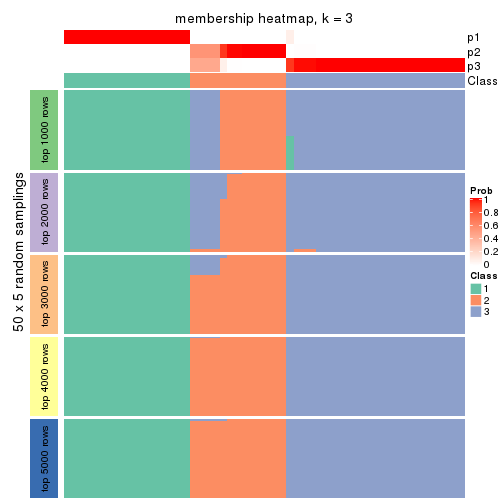 membership heatmap, k = 3
p1
p2
p3
Class
50 x 5 random samplings
top 1000 rows
top 2000 rows
top 3000 rows
top 4000 rows
top 5000 rows
Prob
1
0.8
0.6
0.4
0.2
0
Class
1
2
3